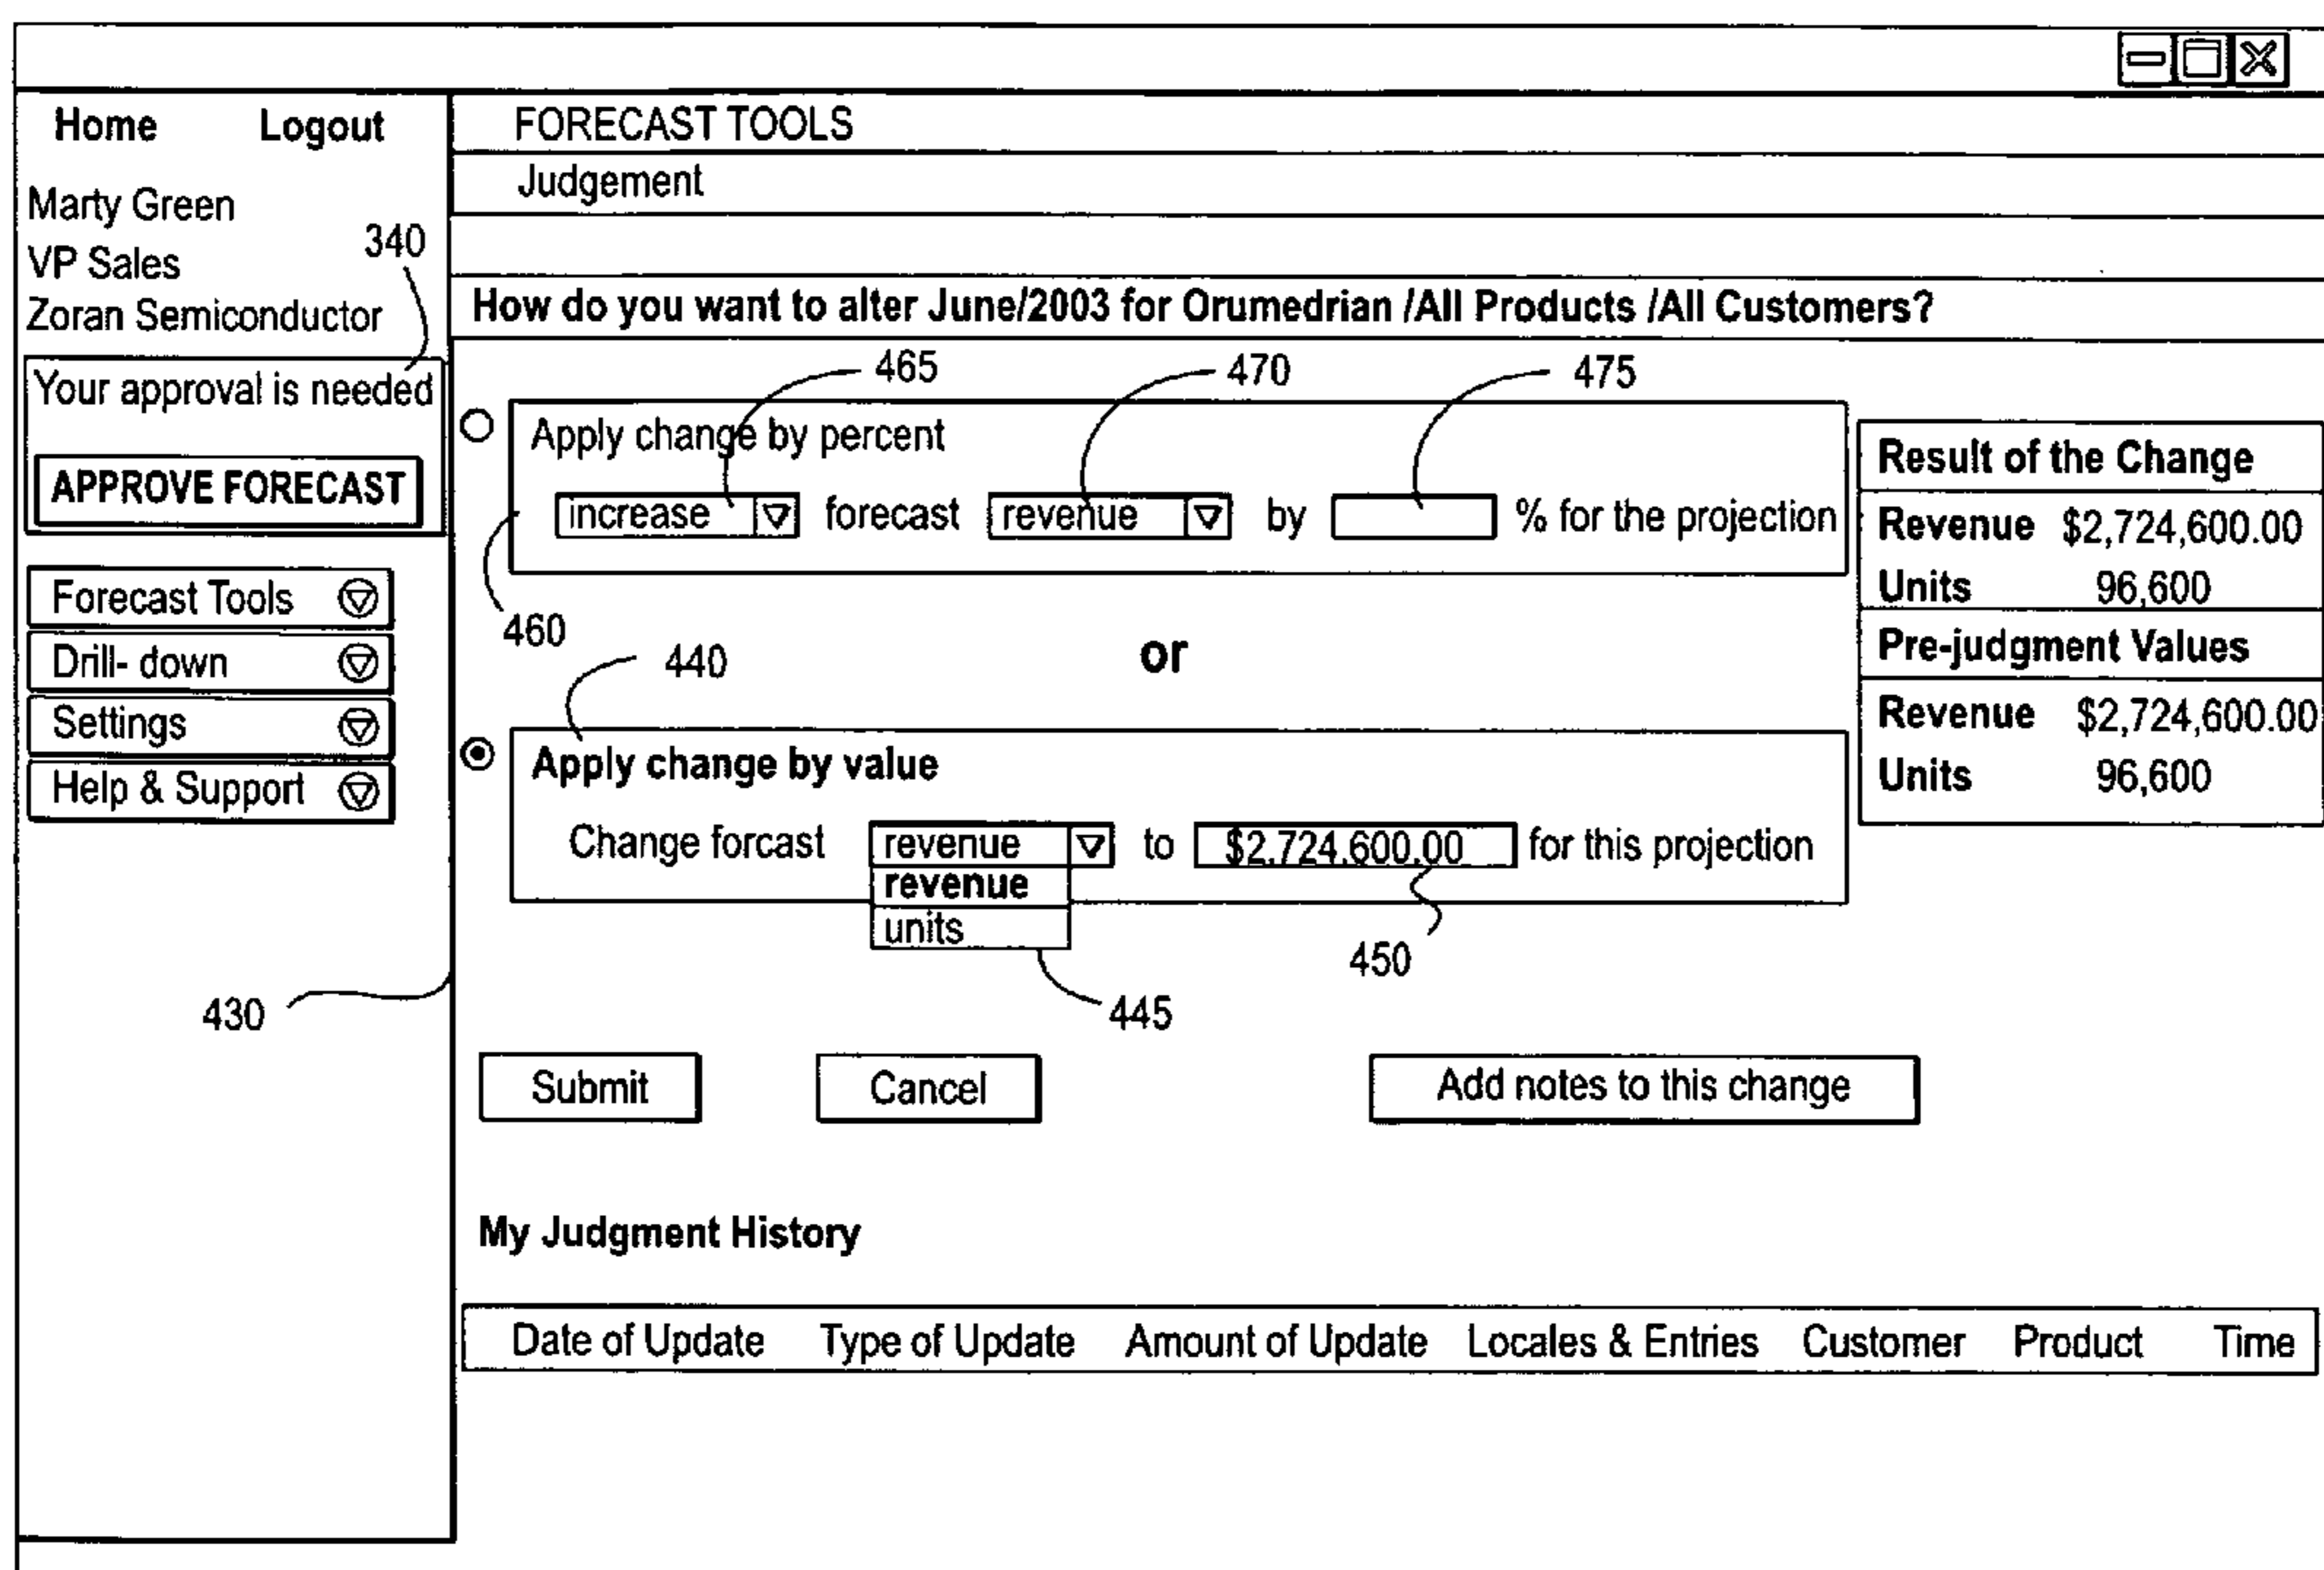 Home Logout
Marty Green
VP Sales
Zoran Semiconductor
340
Your approval is needed
APPROVE FORECAST
Forecast Tools
Drill- down
Settings
Help & Support
430
FORECAST TOOLS
Judgement
How do you want to alter June/2003 for Orumedrian /All Products /All Customers?
465 470 475
Apply change by percent
increase forecast revenue by % for the projection
460
or
440
Apply change by value
Change forcast revenue to $2,724,600.00 for this projection
revenue
units
450
445
Result of the Change
Revenue $2,724,600.00
Units 96,600
Pre-judgment Values
Revenue $2,724,600.00
Units 96,600
Submit Cancel Add notes to this change
My Judgment History
Date of Update Type of Update Amount of Update Locales & Entries Customer Product Time